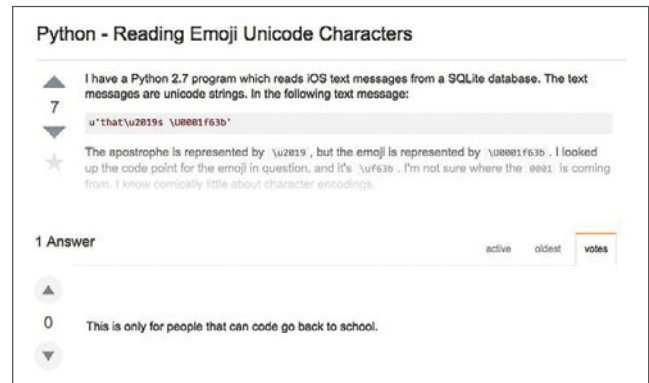 Python - Reading Emoji Unicode Characters
I have a Python 2.7 program which reads iOS text messages from a SQLite database. The text
messages are unicode strings. In the following text message:
7
u'that\u2019s \U0001f63b'
The apostrophe is represented by \u2019 , but the emoji is represented by \U0001f63b . I looked
up the code point for the emoji in question, and it's \uf63b . I'm not sure where the 0001 is coming
from. I know comically little about character encodings.
1 Answer
active oldest votes
0
This is only for people that can code go back to school.